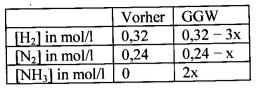 Vorher GGW
[H₂] in mol/l 0,32 0,32 − 3x
[N₂] in mol/l 0,24 0,24 − x
[NH₃] in mol/l 0 2x